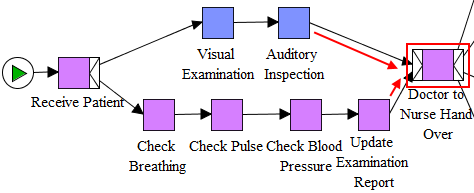 Visual
Examination
Auditory
Inspection
Receive Patient
Doctor to
Nurse Hand
Over
Check
Breathing
Check Pulse
Check Blood
Pressure
Update
Examination
Report